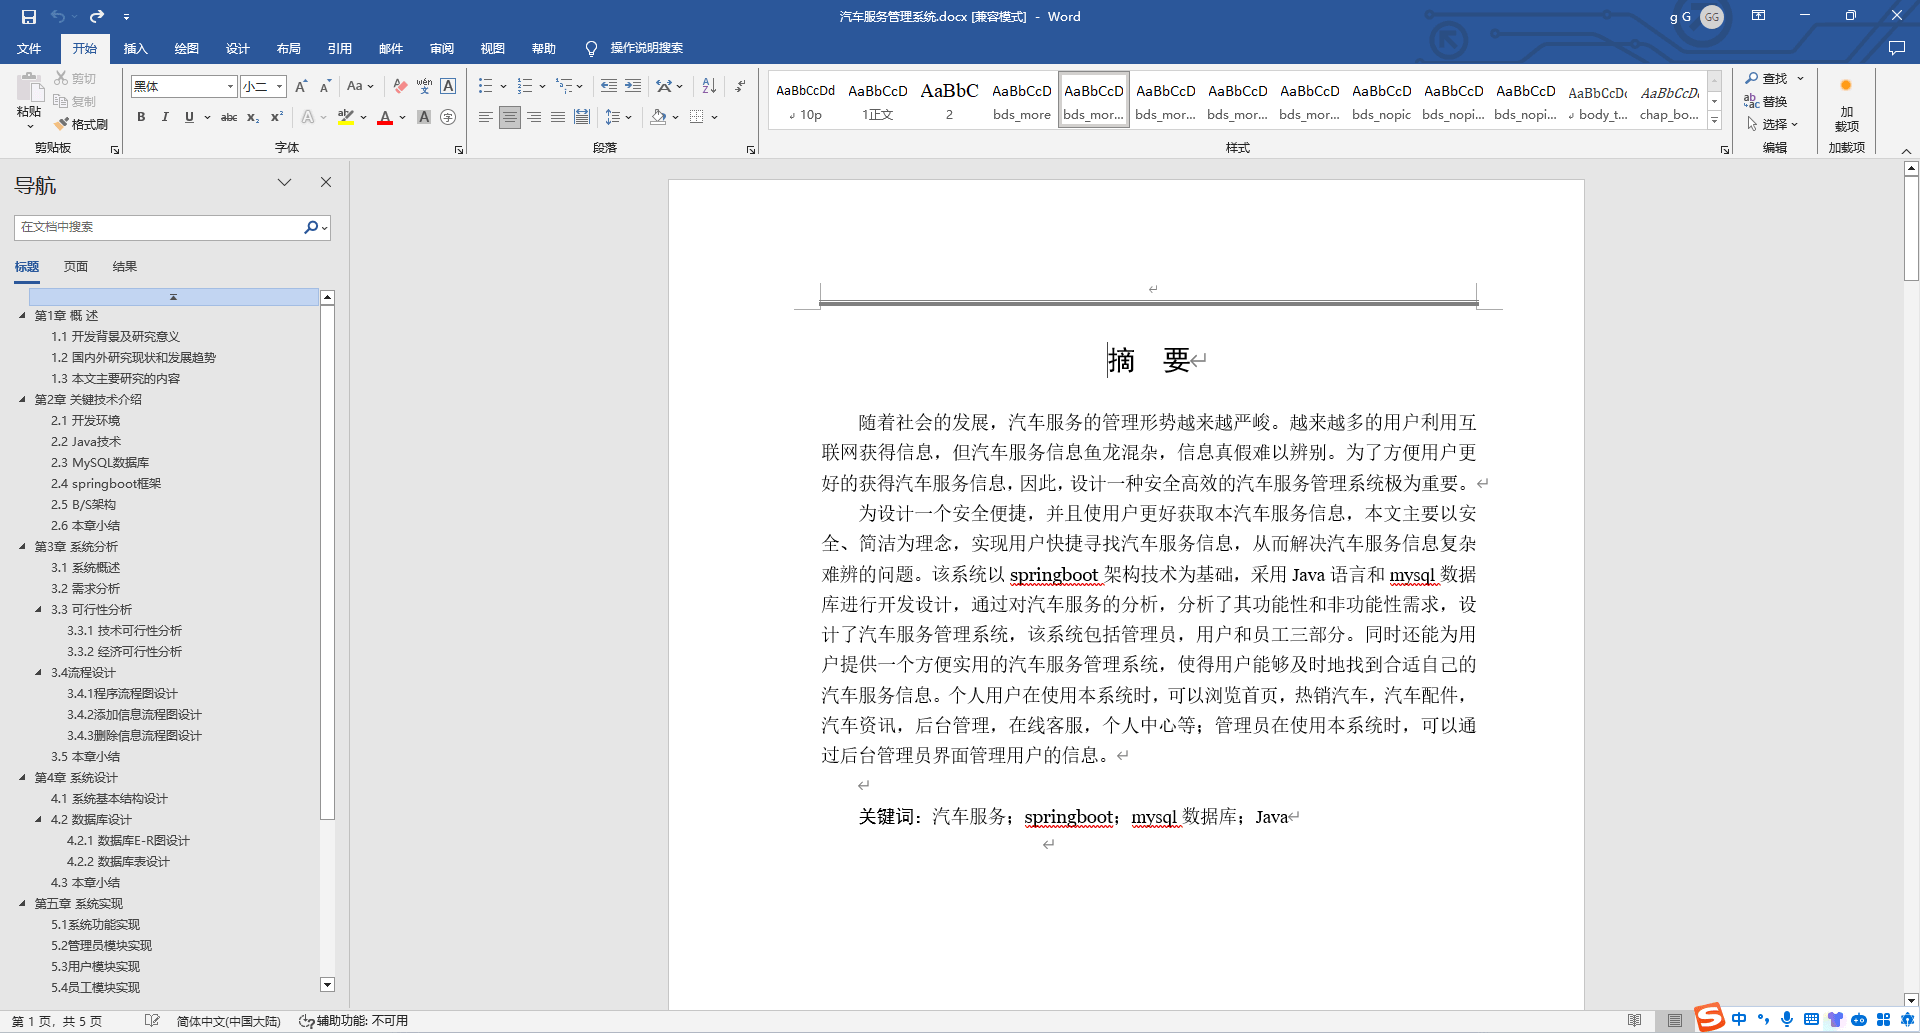 汽车服务管理系统.docx [兼容模式] - Word
g G
GG
文件 开始 插入 绘图 设计 布局 引用 邮件 审阅 视图 帮助 操作说明搜索
粘贴
剪切
复制
格式刷
剪贴板
黑体 小二
字体
段落
AaBbCcDd AaBbCcD AaBbC AaBbCcD AaBbCcD AaBbCcD AaBbCcD AaBbCcD AaBbCcD AaBbCcD AaBbCcD AaBbCcDc AaBbCcD
10p 1正文 2 bds_more bds_mor... bds_mor... bds_mor... bds_mor... bds_nopic bds_nopi... bds_nopi... body_t... chap_bo...
样式
查找
替换
选择
编辑
加
载项
加载项
导航
在文档中搜索
标题 页面 结果
第1章 概 述
1.1 开发背景及研究意义
1.2 国内外研究现状和发展趋势
1.3 本文主要研究的内容
第2章 关键技术介绍
2.1 开发环境
2.2 Java技术
2.3 MySQL数据库
2.4 springboot框架
2.5 B/S架构
2.6 本章小结
第3章 系统分析
3.1 系统概述
3.2 需求分析
3.3 可行性分析
3.3.1 技术可行性分析
3.3.2 经济可行性分析
3.4流程设计
3.4.1程序流程图设计
3.4.2添加信息流程图设计
3.4.3删除信息流程图设计
3.5 本章小结
第4章 系统设计
4.1 系统基本结构设计
4.2 数据库设计
4.2.1 数据库E-R图设计
4.2.2 数据库表设计
4.3 本章小结
第五章 系统实现
5.1系统功能实现
5.2管理员模块实现
5.3用户模块实现
5.4员工模块实现
摘 要
随着社会的发展，汽车服务的管理形势越来越严峻。越来越多的用户利用互
联网获得信息，但汽车服务信息鱼龙混杂，信息真假难以辨别。为了方便用户更
好的获得汽车服务信息，因此，设计一种安全高效的汽车服务管理系统极为重要。
为设计一个安全便捷，并且使用户更好获取本汽车服务信息，本文主要以安
全、简洁为理念，实现用户快捷寻找汽车服务信息，从而解决汽车服务信息复杂
难辨的问题。该系统以 springboot 架构技术为基础，采用 Java 语言和 mysql 数据
库进行开发设计，通过对汽车服务的分析，分析了其功能性和非功能性需求，设
计了汽车服务管理系统，该系统包括管理员，用户和员工三部分。同时还能为用
户提供一个方便实用的汽车服务管理系统，使得用户能够及时地找到合适自己的
汽车服务信息。个人用户在使用本系统时，可以浏览首页，热销汽车，汽车配件，
汽车资讯，后台管理，在线客服，个人中心等；管理员在使用本系统时，可以通
过后台管理员界面管理用户的信息。
关键词：汽车服务；springboot；mysql 数据库；Java
第 1 页，共 5 页 简体中文(中国大陆) 辅助功能: 不可用
中